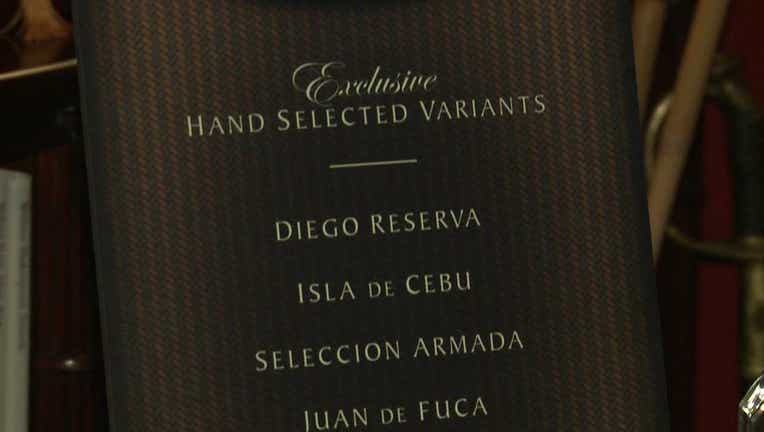 Exclusive
HAND SELECTED VARIANTS
DIEGO RESERVA
ISLA DE CEBU
SELECCION ARMADA
JUAN DE FUCA